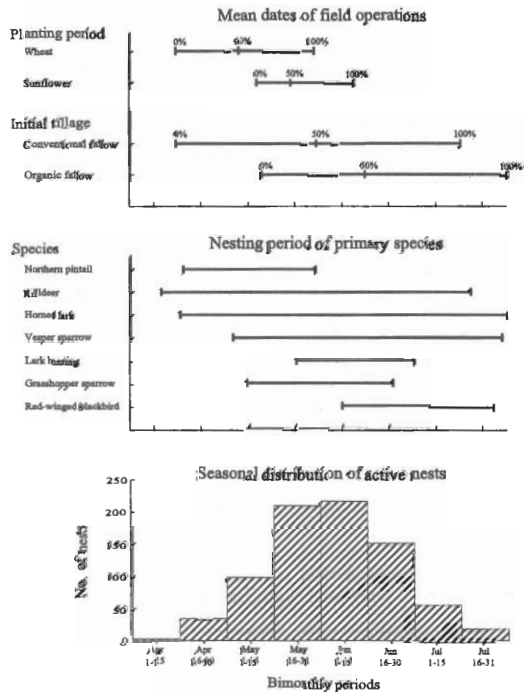 Mean dates of field operations
Planting period
Wheat
0% 100%
Sunflower
0% 50% 100%
Initial tillage
Conventional fallow
50% 100%
Organic fallow
0% 100%
Species
Nesting period of primary species
Northern pintail
Killdeer
Horned lark
Vesper sparrow
Lark bunting
Grasshopper sparrow
Red-winged blackbird
Seasonal distribution of active nests
No. of nests
250
200
150
100
50
0
Apr Apr May May Jun Jun Jul Jul
1-15 16-30 1-15 16-31 1-15 16-30 1-15 16-31
periods